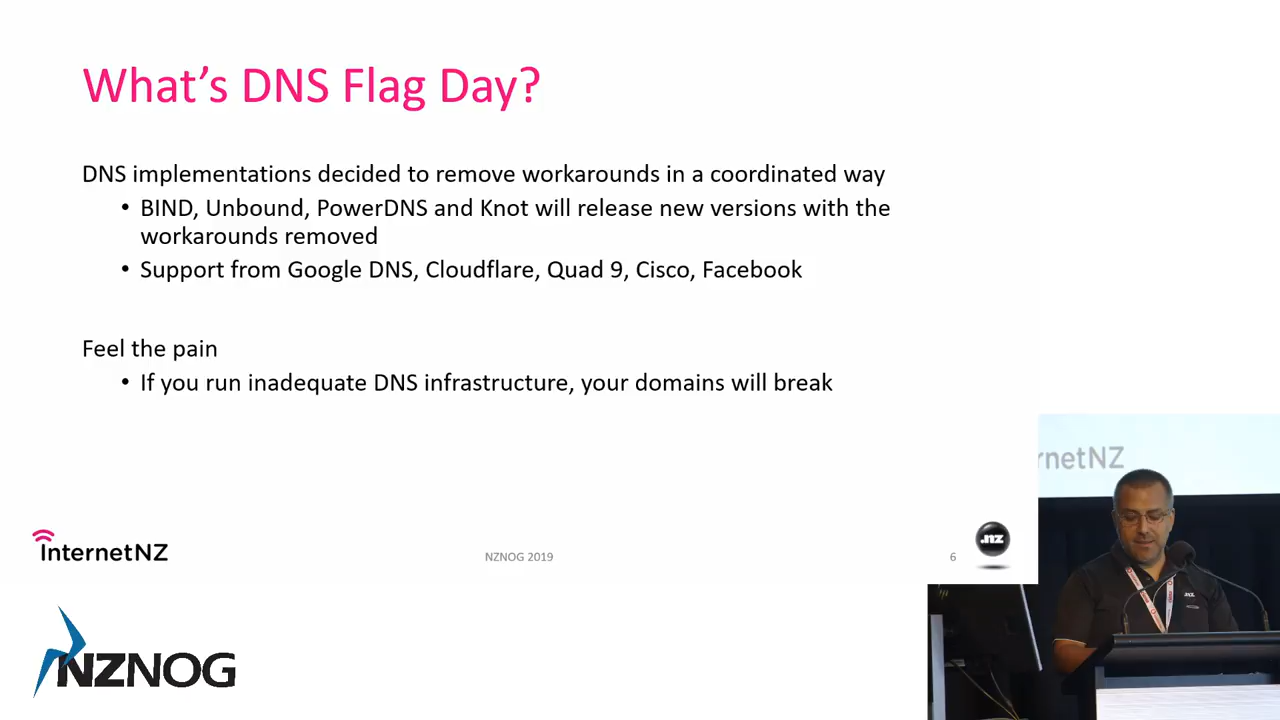 What's DNS Flag Day?
DNS implementations decided to remove workarounds in a coordinated way
• BIND, Unbound, PowerDNS and Knot will release new versions with the
workarounds removed
• Support from Google DNS, Cloudflare, Quad 9, Cisco, Facebook
Feel the pain
• If you run inadequate DNS infrastructure, your domains will break
rnetNZ
InternetNZ
NZNOG 2019
6
.nz
NZNOG